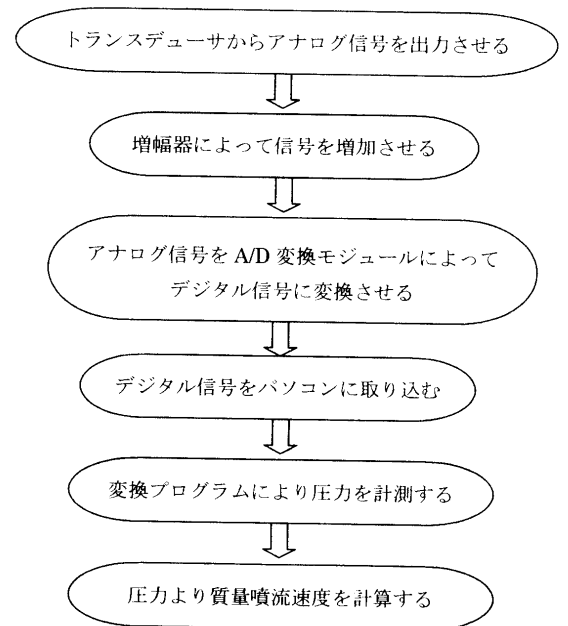 トランスデューサからアナログ信号を出力させる
増幅器によって信号を増加させる
アナログ信号を A/D 変換モジュールによって
デジタル信号に変換させる
デジタル信号をパソコンに取り込む
変換プログラムにより圧力を計測する
圧力より質量噴流速度を計算する